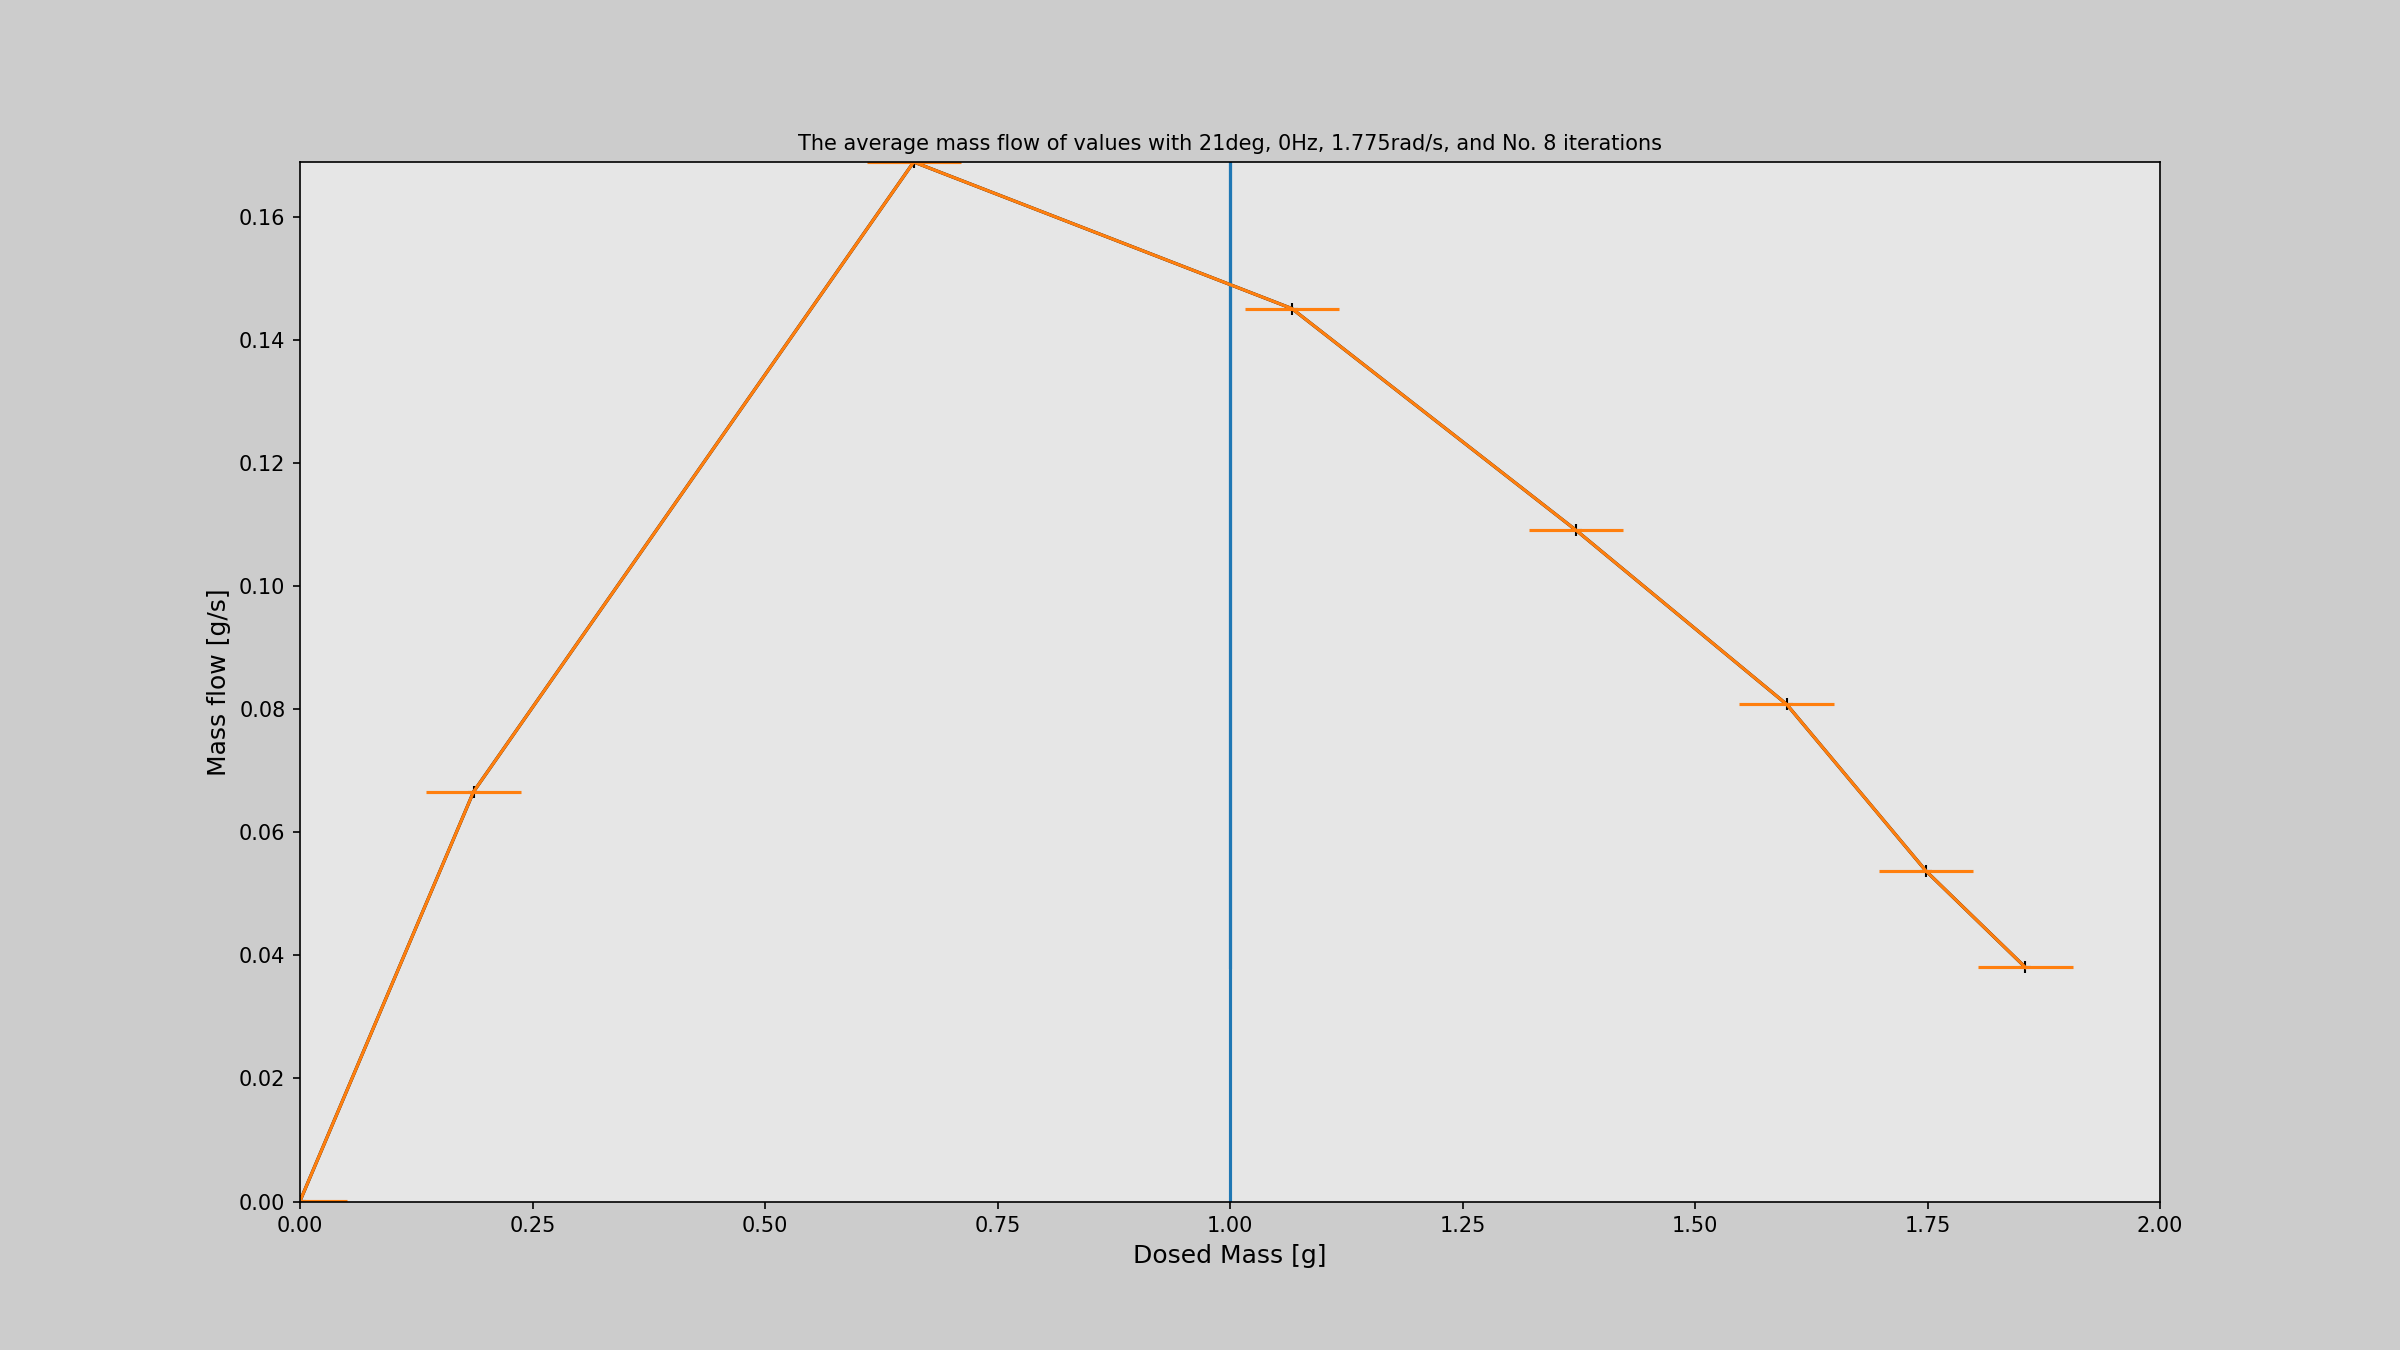 The average mass flow of values with 21deg, 0Hz, 1.775rad/s, and No. 8 iterations
Mass flow [g/s]
0.16
0.14
0.12
0.10
0.08
0.06
0.04
0.02
0.00
0.00 0.25 0.50 0.75 1.00 1.25 1.50 1.75 2.00
Dosed Mass [g]